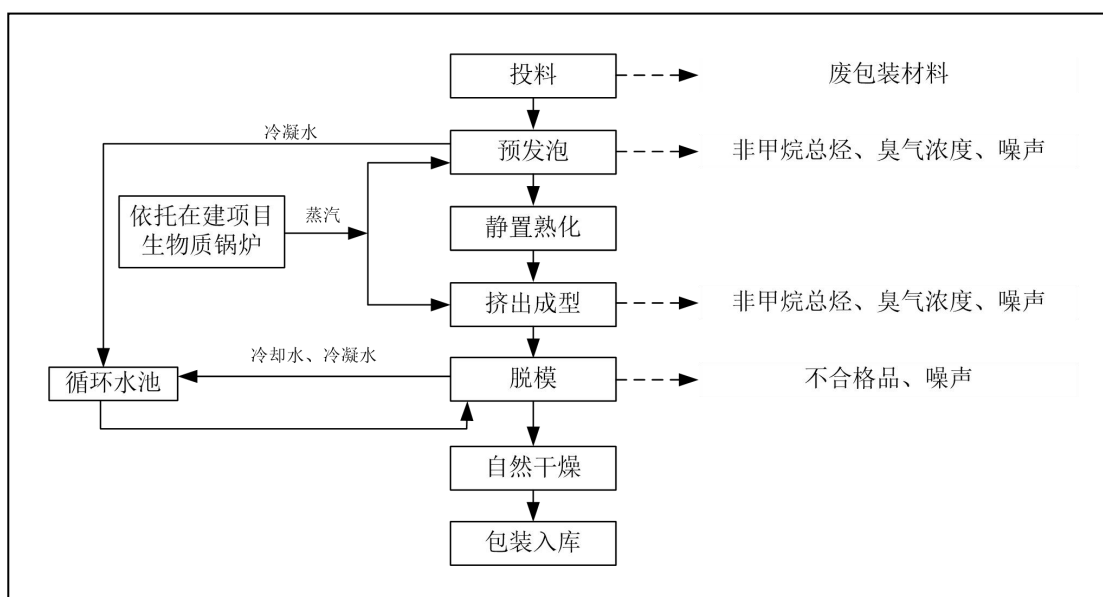 投料
废包装材料
冷凝水
预发泡
非甲烷总烃、臭气浓度、噪声
依托在建项目
生物质锅炉
蒸汽
静置熟化
挤出成型
非甲烷总烃、臭气浓度、噪声
冷却水、冷凝水
循环水池
脱模
不合格品、噪声
自然干燥
包装入库